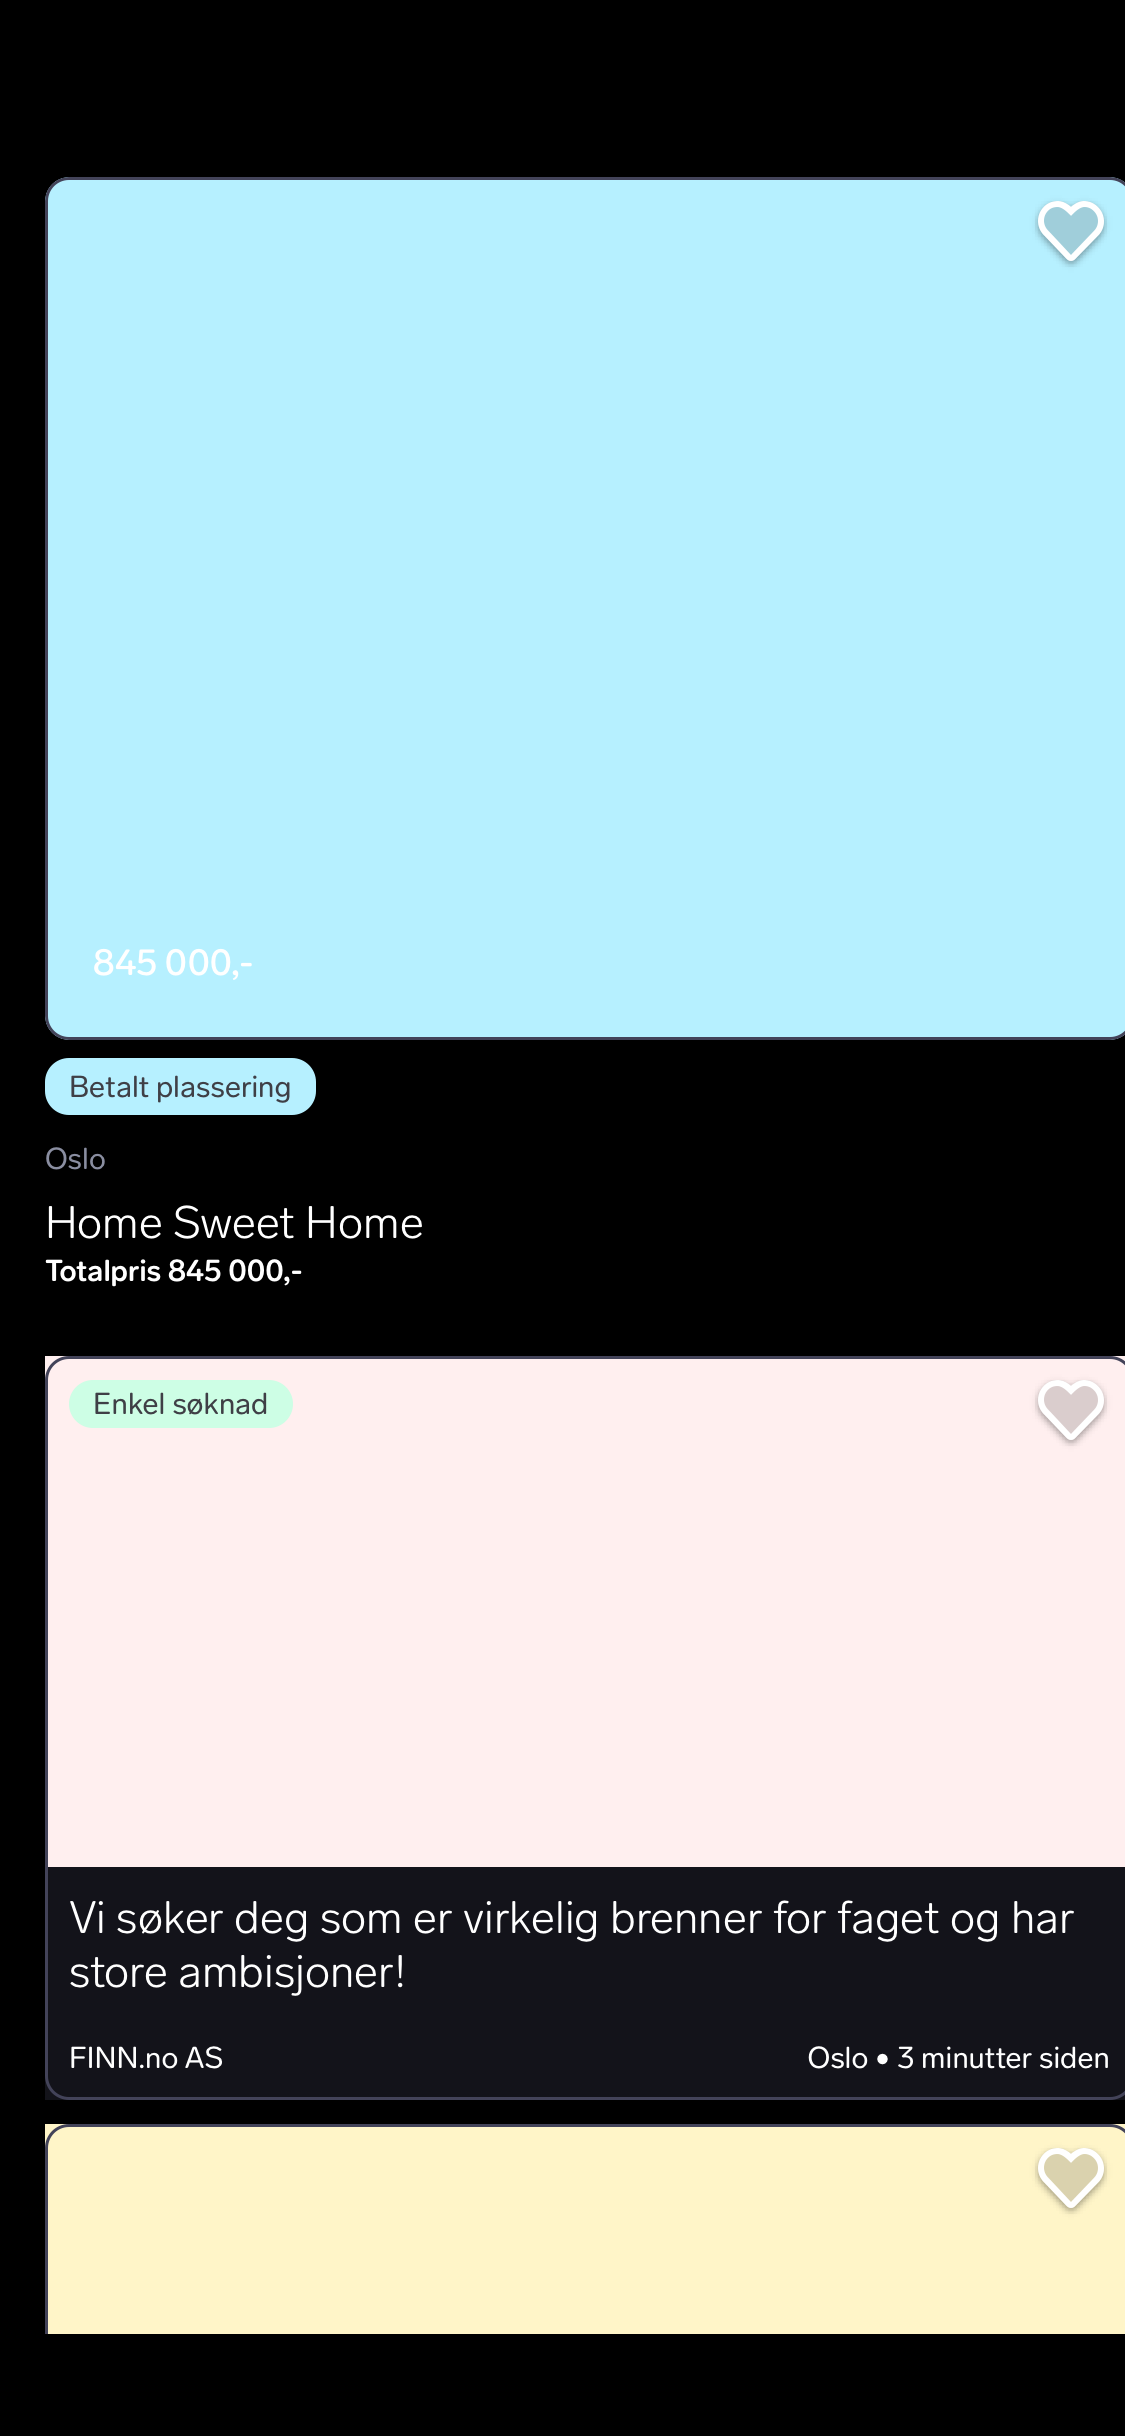 845 000,-
Betalt plassering
Oslo
Home Sweet Home
Totalpris 845 000,-
Enkel søknad
Vi søker deg som er virkelig brenner for faget og har
store ambisjoner!
FINN.no AS
Oslo • 3 minutter siden